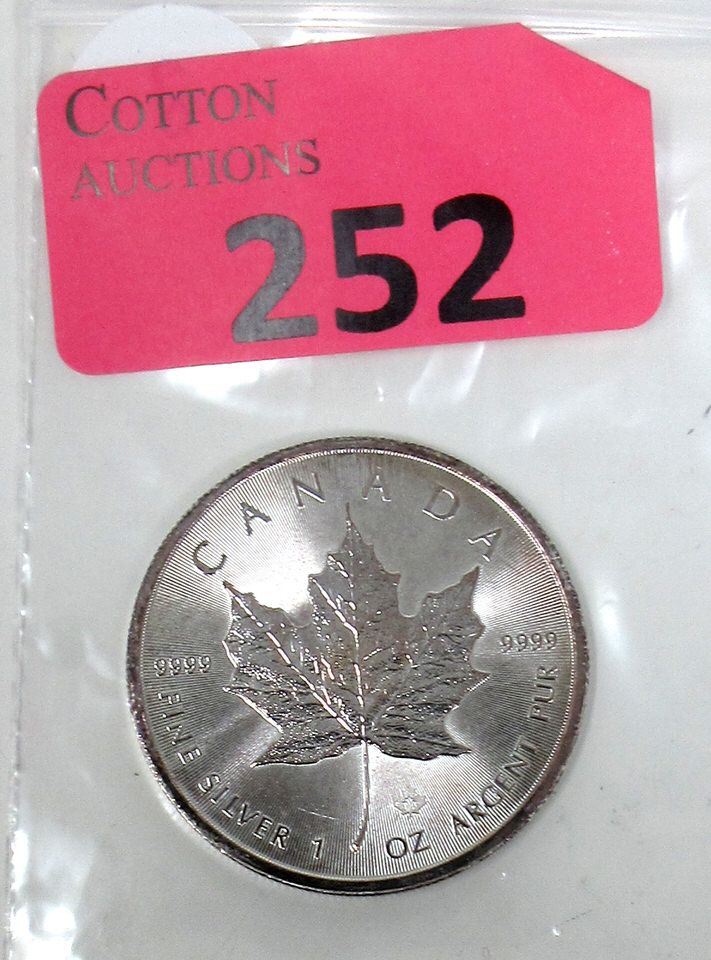 COTTON
AUCTIONS
252
CANADA
9999
9999
FINE SILVER 1 OZ ARGENT PUR